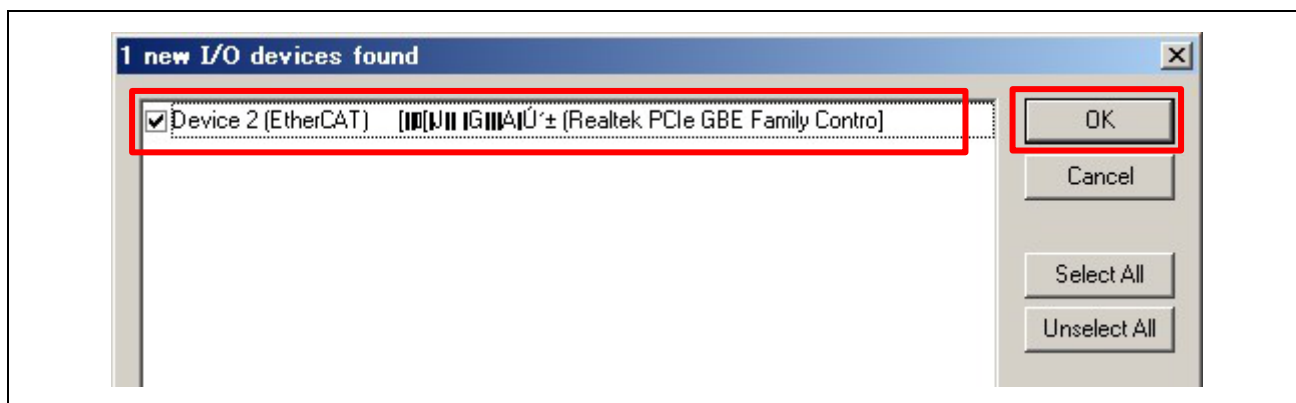 1 new I/O devices found
Device 2 (EtherCAT) (Realtek PCIe GBE Family Contro]
OK
Cancel
Select All
Unselect All